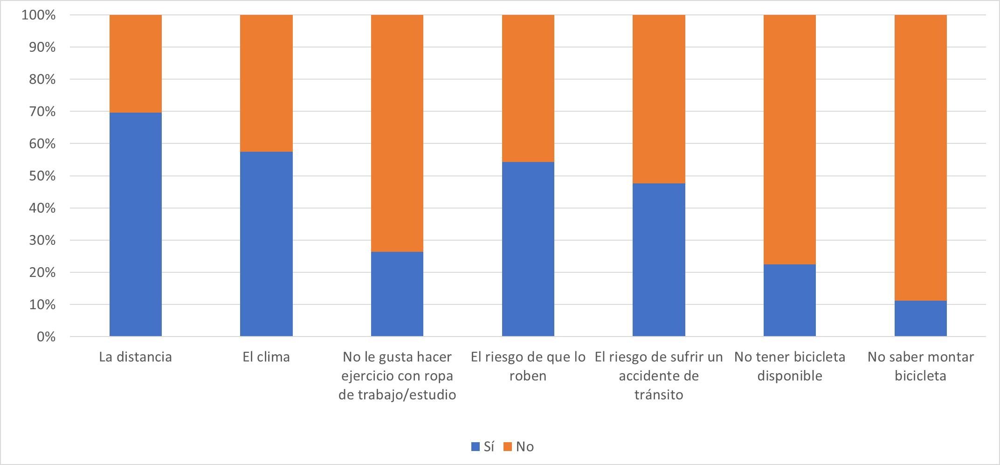 100%
90%
80%
70%
60%
50%
40%
30%
20%
10%
0%
La distancia
El clima
No le gusta hacer
ejercicio con ropa
de trabajo/estudio
El riesgo de que lo
roben
El riesgo de sufrir un
accidente de
tránsito
No tener bicicleta
disponible
No saber montar
bicicleta
Sí
No